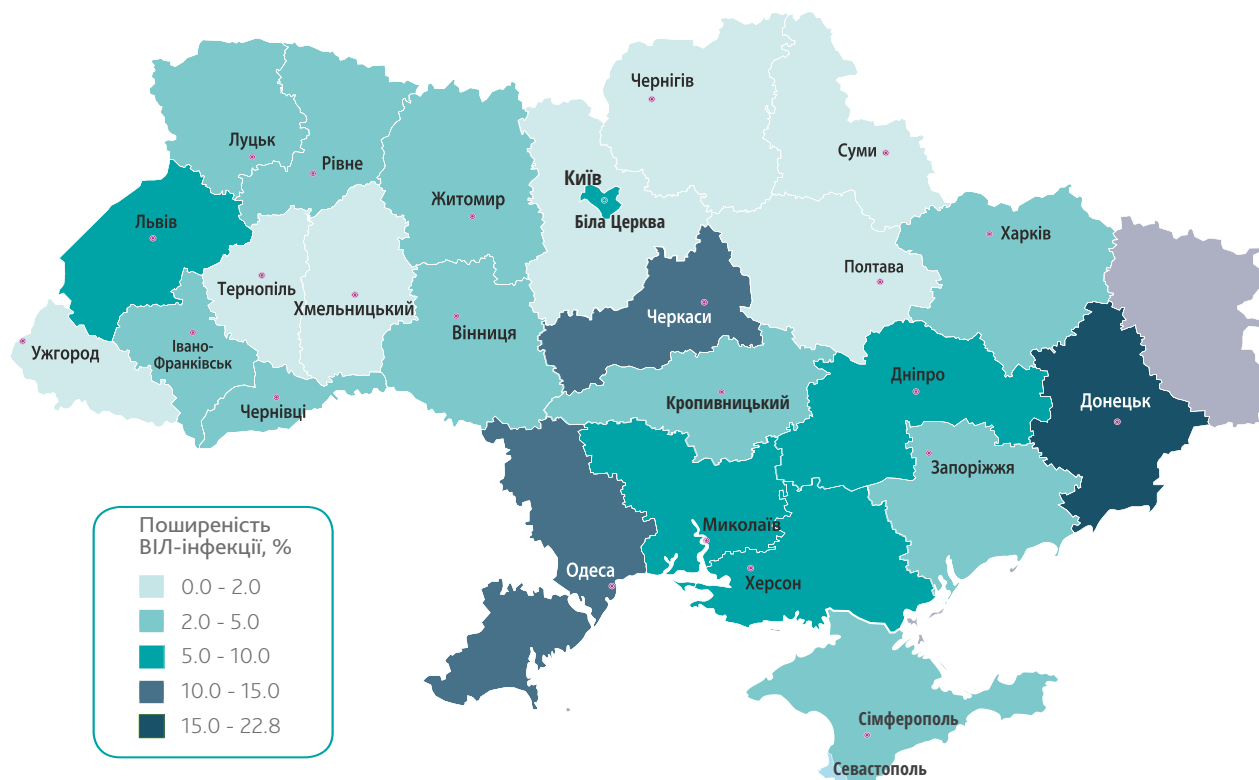 Чернігів
Суми
Луцьк
Рівне
Київ
Житомир
Біла Церква
Львів
Харків
Полтава
Тернопіль
Хмельницький
Черкаси
Вінниця
Ужгород
Івано-
Франківськ
Дніпро
Чернівці
Кропивницький
Донецьк
Запоріжжя
Миколаїв
Одеса
Херсон
Сімферополь
Севастополь
Поширеність
ВІЛ-інфекції, %
0.0 - 2.0
2.0 - 5.0
5.0 - 10.0
10.0 - 15.0
15.0 - 22.8